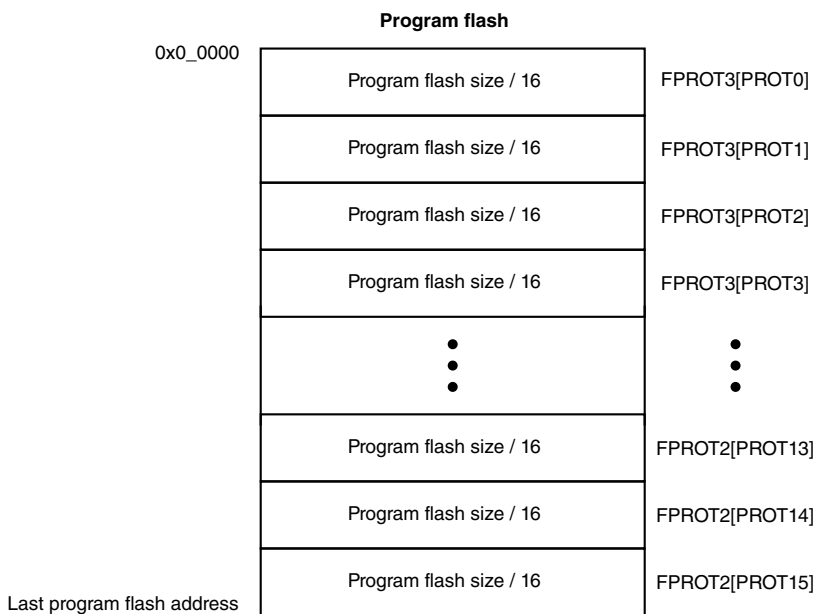 Program flash
0x0_0000
Program flash size / 16 FPROT3[PROT0]
Program flash size / 16 FPROT3[PROT1]
Program flash size / 16 FPROT3[PROT2]
Program flash size / 16 FPROT3[PROT3]
Program flash size / 16 FPROT2[PROT13]
Program flash size / 16 FPROT2[PROT14]
Program flash size / 16 FPROT2[PROT15]
Last program flash address